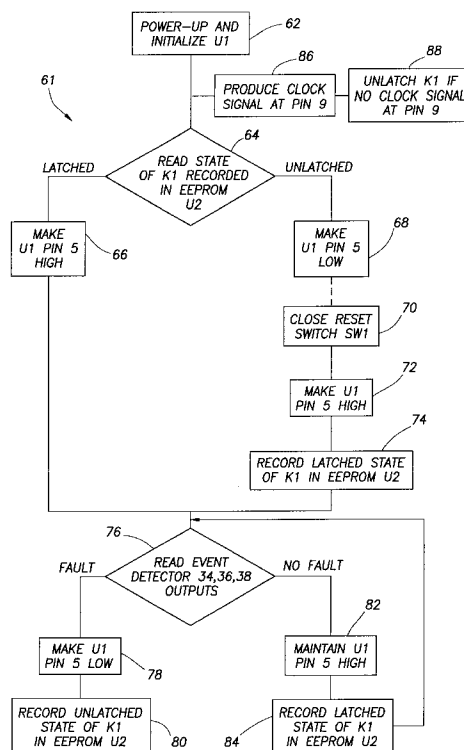 POWER-UP AND
INITIALIZE U1
62
86
88
PRODUCE CLOCK
SIGNAL AT PIN 9
UNLATCH K1 IF
NO CLOCK SIGNAL
AT PIN 9
61
64
LATCHED
READ STATE
OF K1 RECORDED
IN EEPROM
U2
UNLATCHED
MAKE
U1 PIN 5
HIGH
66
MAKE
U1 PIN 5
LOW
68
CLOSE RESET
SWITCH SW1
70
MAKE U1
PIN 5 HIGH
72
74
RECORD LATCHED STATE
OF K1 IN EEPROM U2
76
FAULT
READ EVENT
DETECTOR 34,36,38
OUTPUTS
NO FAULT
MAKE U1
PIN 5 LOW
78
MAINTAIN U1
PIN 5 HIGH
82
RECORD UNLATCHED
STATE OF K1
IN EEPROM U2
80
84
RECORD LATCHED
STATE OF K1
IN EEPROM U2